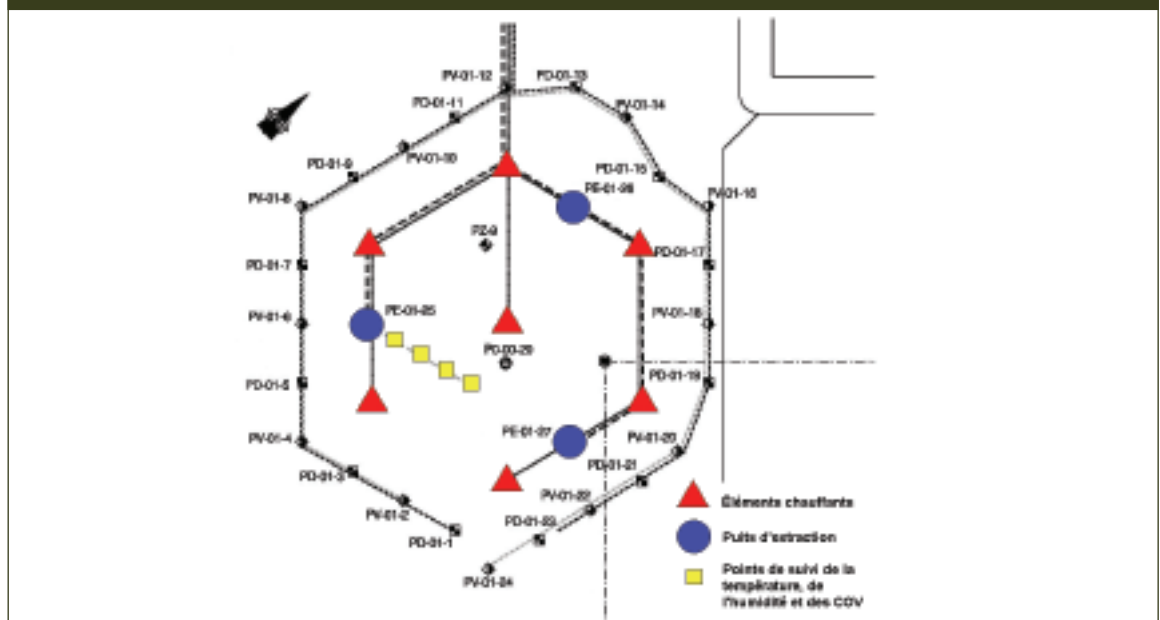 PV-01-12
PD-01-13
PD-01-11
PV-01-14
PV-01-10
PD-01-9
PD-01-15
PE-01-26
PV-01-8
PV-01-16
PZ-9
PD-01-7
PD-01-17
PE-01-25
PV-01-6
PV-01-18
PD-00-29
PD-01-5
PD-01-19
PE-01-27
PV-01-4
PV-01-20
PD-01-3
PD-01-21
PV-01-2
PV-01-22
PD-01-1
PD-01-23
PV-01-24
Éléments chauffants
Puits d'extraction
Points de suivi de la
température, de
l'humidité et des COV